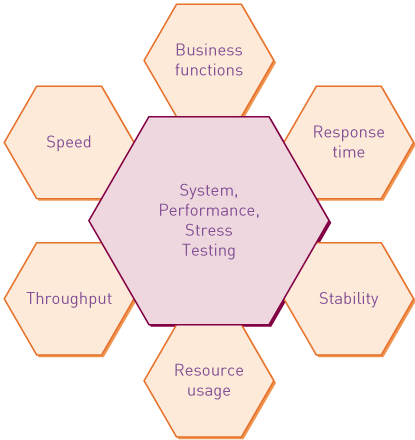 Business
functions
Speed
Response
time
System,
Performance,
Stress
Testing
Throughput
Stability
Resource
usage